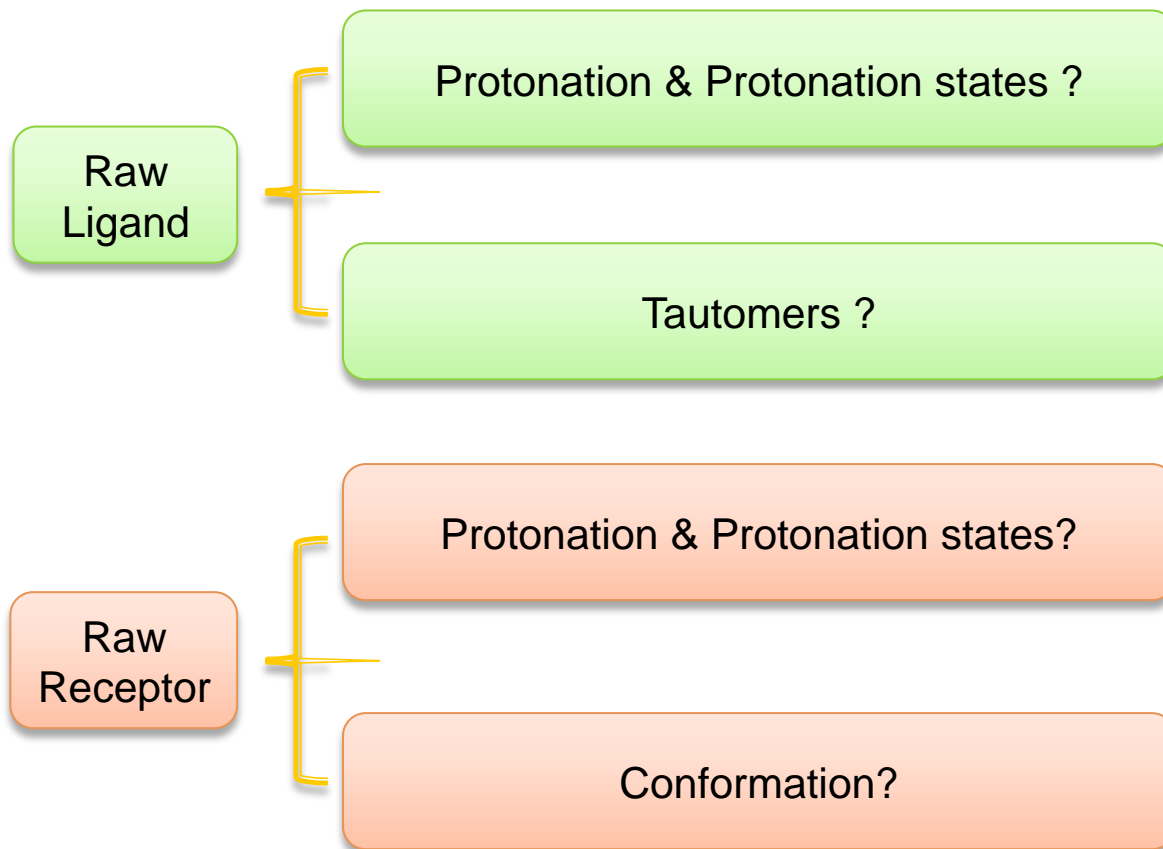 Protonation & Protonation states ?
Raw
Ligand
Tautomers ?
Protonation & Protonation states?
Raw
Receptor
Conformation?